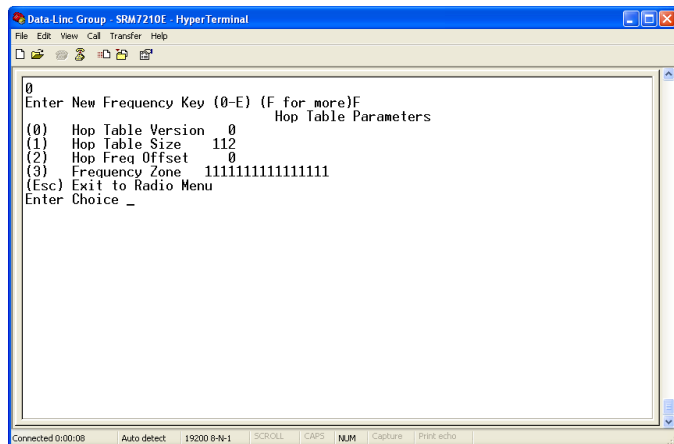 Data-Linc Group - SRM7210E - HyperTerminal
File Edit View Call Transfer Help
0
Enter New Frequency Key (0-E) (F for more)F
Hop Table Parameters
(0) Hop Table Version 0
(1) Hop Table Size 112
(2) Hop Freq Offset 0
(3) Frequency Zone 1111111111111111
(Esc) Exit to Radio Menu
Enter Choice _
Connected 0:00:08 Auto detect 19200 8-N-1 SCROLL CAPS NUM Capture Print echo